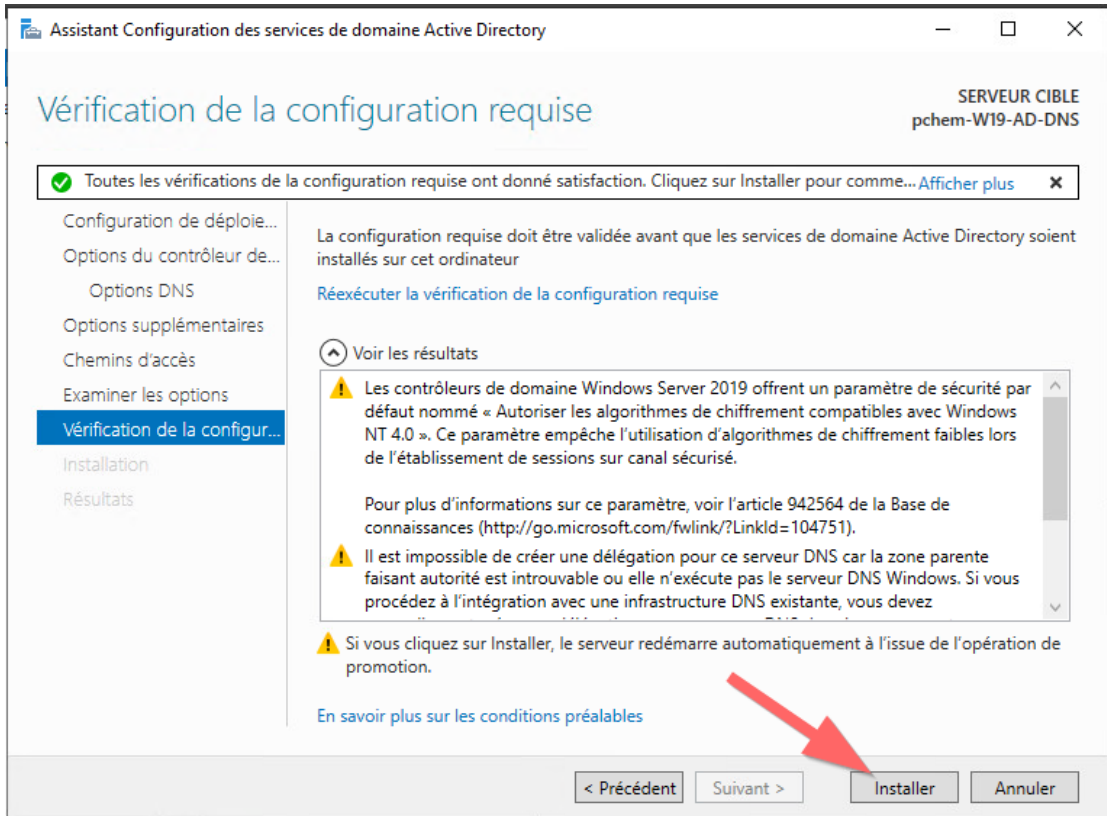 Assistant Configuration des services de domaine Active Directory
Vérification de la configuration requise
SERVEUR CIBLE
pchem-W19-AD-DNS
Toutes les vérifications de la configuration requise ont donné satisfaction. Cliquez sur Installer pour comme... Afficher plus
Configuration de déploie...
Options du contrôleur de...
Options DNS
Options supplémentaires
Chemins d'accès
Examiner les options
Vérification de la configur...
Installation
Résultats
La configuration requise doit être validée avant que les services de domaine Active Directory soient
installés sur cet ordinateur
Réexécuter la vérification de la configuration requise
Voir les résultats
Les contrôleurs de domaine Windows Server 2019 offrent un paramètre de sécurité par
défaut nommé « Autoriser les algorithmes de chiffrement compatibles avec Windows
NT 4.0 ». Ce paramètre empêche l'utilisation d'algorithmes de chiffrement faibles lors
de l'établissement de sessions sur canal sécurisé.
Pour plus d'informations sur ce paramètre, voir l'article 942564 de la Base de
connaissances (http://go.microsoft.com/fwlink/?LinkId=104751).
Il est impossible de créer une délégation pour ce serveur DNS car la zone parente
faisant autorité est introuvable ou elle n'exécute pas le serveur DNS Windows. Si vous
procédez à l'intégration avec une infrastructure DNS existante, vous devez
Si vous cliquez sur Installer, le serveur redémarre automatiquement à l'issue de l'opération de
promotion.
En savoir plus sur les conditions préalables
< Précédent
Suivant >
Installer
Annuler